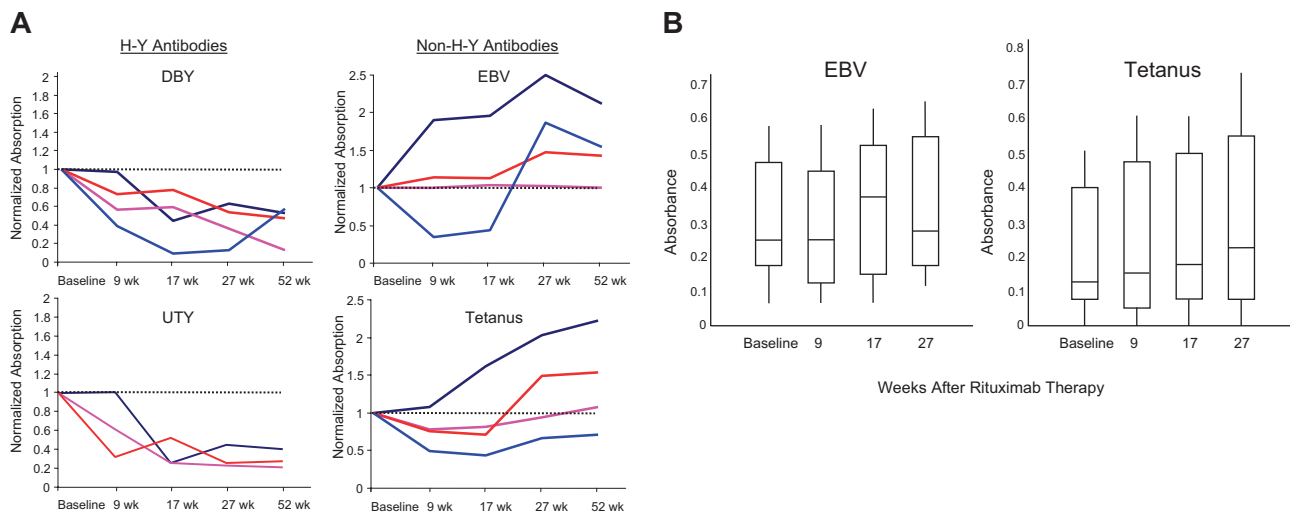 A
H-Y Antibodies
Non-H-Y Antibodies
DBY
Normalized Absorption
2
1.8
1.6
1.4
1.2
1
0.8
0.6
0.4
0.2
0
Baseline 9 wk 17 wk 27 wk 52 wk
EBV
Normalized Absorption
2.5
2
1.5
1
0.5
0
Baseline 9 wk 17 wk 27 wk 52 wk
UTY
Normalized Absorption
2
1.8
1.6
1.4
1.2
1
0.8
0.6
0.4
0.2
0
Baseline 9 wk 17 wk 27 wk 52 wk
Tetanus
Normalized Absorption
2.5
2
1.5
1
0.5
0
Baseline 9 wk 17 wk 27 wk 52 wk
B
EBV
Absorbance
0.7
0.6
0.5
0.4
0.3
0.2
0.1
0
Baseline 9 17 27
Tetanus
Absorbance
0.8
0.7
0.6
0.5
0.4
0.3
0.2
0.1
0
Baseline 9 17 27
Weeks After Rituximab Therapy